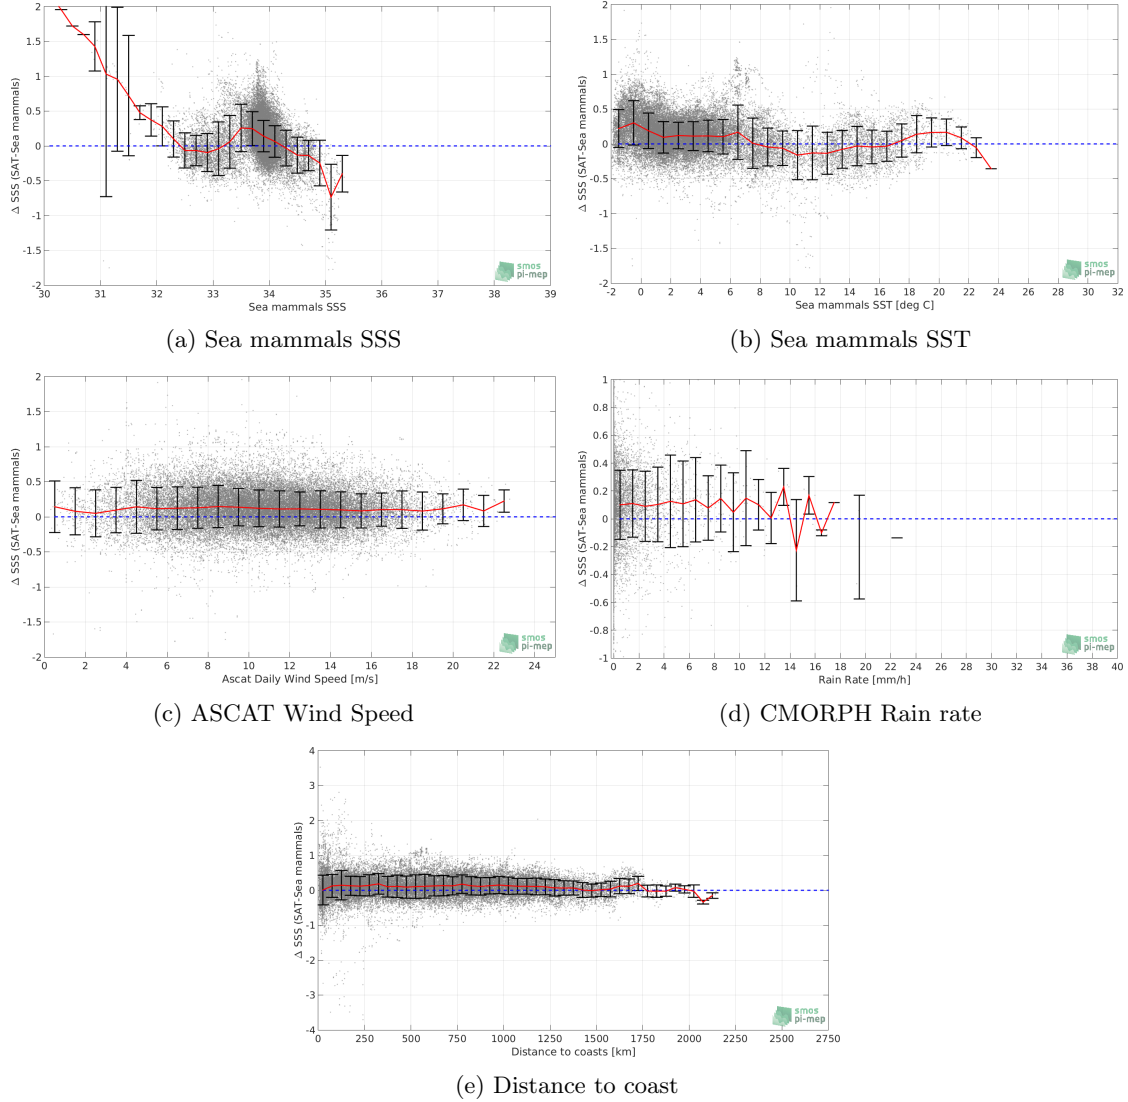 2
1.5
1
0.5
0
-0.5
-1
-1.5
-2
Δ SSS (SAT-Sea mammals)
30 31 32 33 34 35 36 37 38 39
Sea mammals SSS
smos
pi-mep
(a) Sea mammals SSS
2
1.5
1
0.5
0
-0.5
-1
-1.5
-2
Δ SSS (SAT-Sea mammals)
-2 0 2 4 6 8 10 12 14 16 18 20 22 24 26 28 30 32
Sea mammals SST [deg C]
smos
pi-mep
(b) Sea mammals SST
2
1.5
1
0.5
0
-0.5
-1
-1.5
-2
Δ SSS (SAT-Sea mammals)
0 2 4 6 8 10 12 14 16 18 20 22 24
Ascat Daily Wind Speed [m/s]
smos
pi-mep
(c) ASCAT Wind Speed
1
0.8
0.6
0.4
0.2
0
-0.2
-0.4
-0.6
-0.8
-1
Δ SSS (SAT-Sea mammals)
0 2 4 6 8 10 12 14 16 18 20 22 24 26 28 30 32 34 36 38 40
Rain Rate [mm/h]
smos
pi-mep
(d) CMORPH Rain rate
4
3
2
1
0
-1
-2
-3
-4
Δ SSS (SAT-Sea mammals)
0 250 500 750 1000 1250 1500 1750 2000 2250 2500 2750
Distance to coasts [km]
smos
pi-mep
(e) Distance to coast